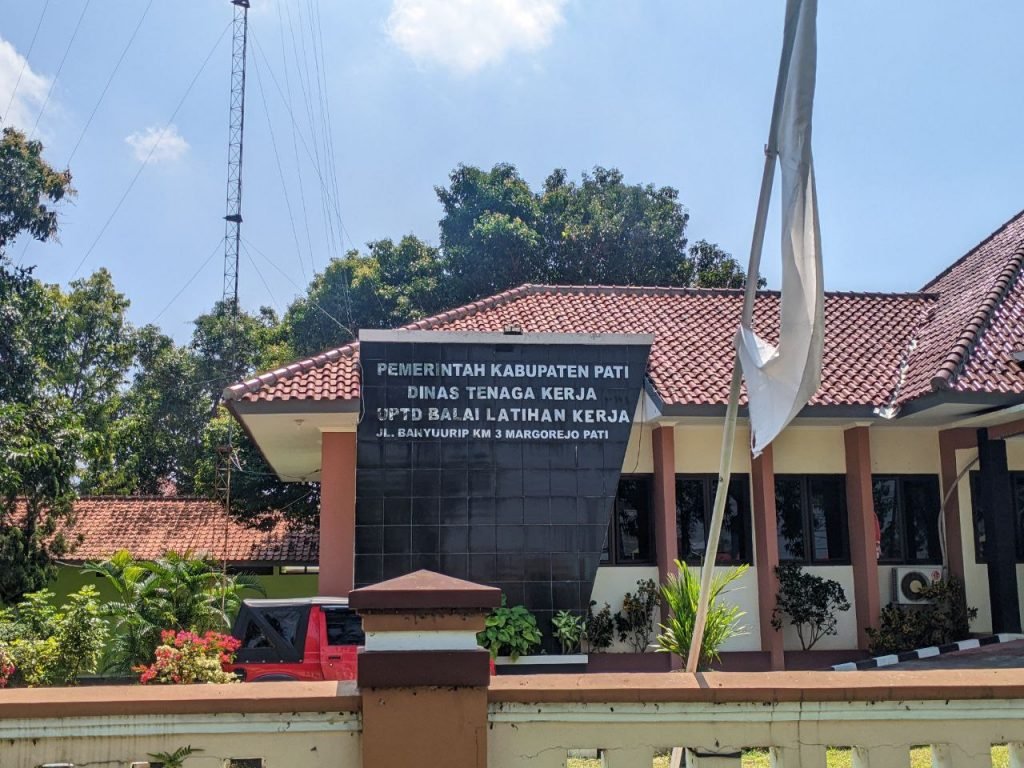 PEMERINTAH KABUPATEN PATI
DINAS TENAGA KERJA
UPTD BALAI LATIHAN KERJA
JL. BANYUURIP KM 3 MARGOREJO PATI